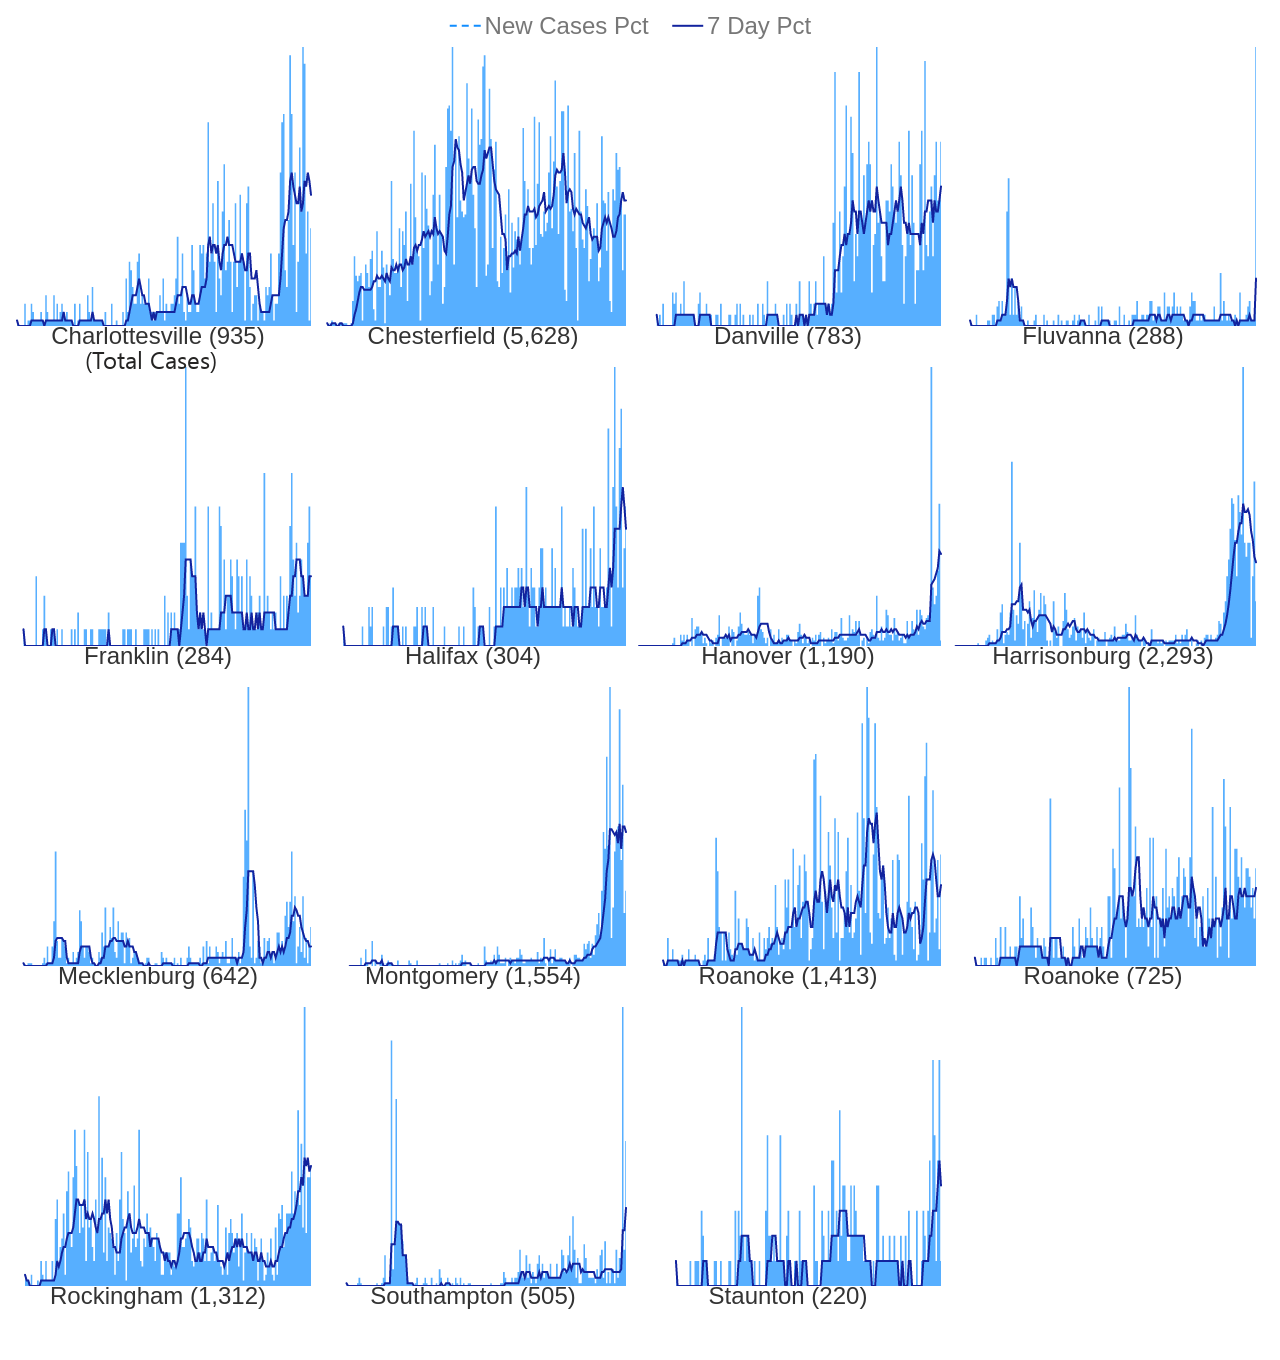 New Cases Pct 7 Day Pct
Charlottesville (935) Chesterfield (5,628) Danville (783) Fluvanna (288)
(Total Cases)
Franklin (284) Halifax (304) Hanover (1,190) Harrisonburg (2,293)
Mecklenburg (642) Montgomery (1,554) Roanoke (1,413) Roanoke (725)
Rockingham (1,312) Southampton (505) Staunton (220)